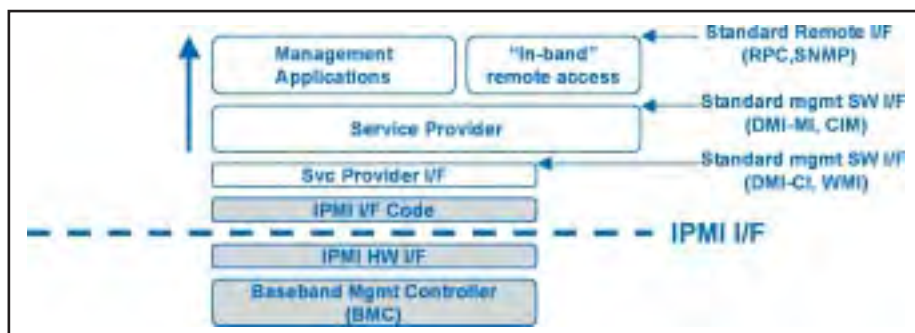 Management
Applications
“In-band”
remote access
Standard Remote I/F
(RPC,SNMP)
Service Provider
Standard mgmt SW I/F
(DMI-MI, CIM)
Svc Provider I/F
Standard mgmt SW I/F
(DMI-CI, WMI)
IPMI I/F Code
IPMI I/F
IPMI HW I/F
Baseband Mgmt Controller
(BMC)